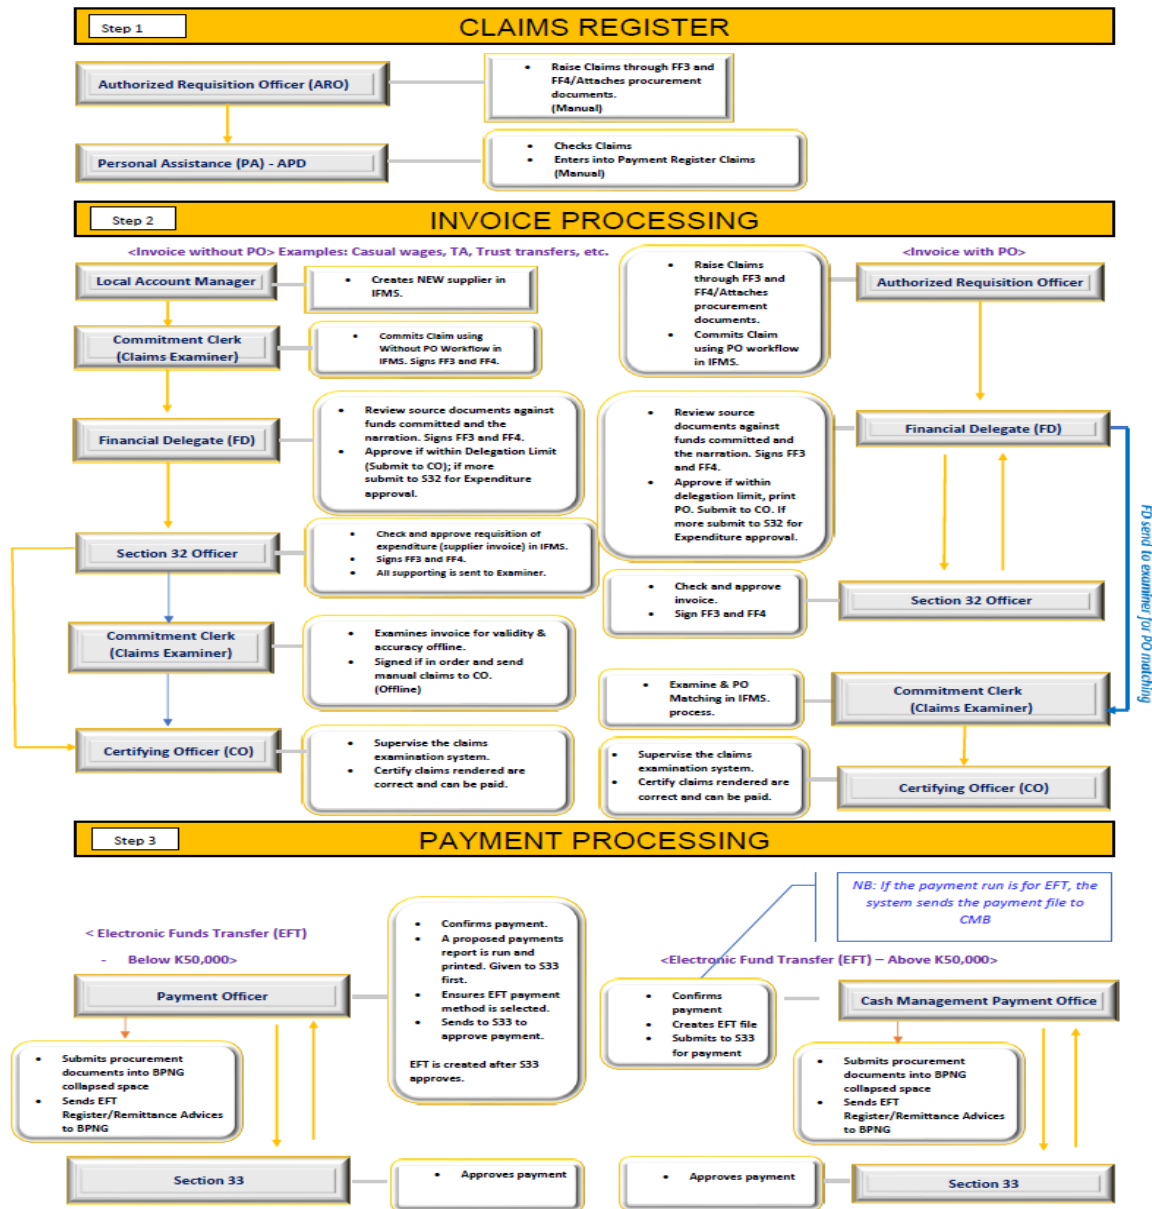 Step 1
CLAIMS REGISTER
Authorized Requisition Officer (ARO)
• Raise Claims through FF3 and
FF4/Attaches procurement
documents.
(Manual)
Personal Assistance (PA) - APD
• Checks Claims
• Enters into Payment Register Claims
(Manual)
Step 2
INVOICE PROCESSING
<Invoice without PO> Examples: Casual wages, TA, Trust transfers, etc.
Local Account Manager
• Creates NEW supplier in
IFMS.
Commitment Clerk
(Claims Examiner)
• Commits Claim using
Without PO Workflow in
IFMS. Signs FF3 and FF4.
Financial Delegate (FD)
• Review source documents against
funds committed and the
narration. Signs FF3 and FF4.
• Approve if within Delegation Limit
(Submit to CO); if more
submit to S32 for Expenditure
approval.
Section 32 Officer
• Check and approve requisition of
expenditure (supplier invoice) in IFMS.
• Signs FF3 and FF4.
• All supporting is sent to Examiner.
Commitment Clerk
(Claims Examiner)
• Examines invoice for validity &
accuracy offline.
• Signed if in order and send
manual claims to CO.
(Offline)
Certifying Officer (CO)
• Supervise the claims
examination system.
• Certify claims rendered are
correct and can be paid.
<Invoice with PO>
• Raise Claims
through FF3 and
FF4/Attaches
procurement
documents.
• Commits Claim
using PO workflow
in IFMS.
Authorized Requisition Officer
• Review source
documents against
funds committed and
the narration. Signs FF3
and FF4.
• Approve if within
delegation limit, print
PO. Submit to CO. If
more submit to S32 for
Expenditure approval.
Financial Delegate (FD)
FD send to examiner for PO matching
• Check and approve
invoice.
• Sign FF3 and FF4
Section 32 Officer
• Examine & PO
Matching in IFMS.
process.
Commitment Clerk
(Claims Examiner)
• Supervise the claims
examination system.
• Certify claims rendered are
correct and can be paid.
Certifying Officer (CO)
Step 3
PAYMENT PROCESSING
< Electronic Funds Transfer (EFT)
- Below K50,000>
Payment Officer
• Confirms payment.
• A proposed payments
report is run and
printed. Given to S33
first.
• Ensures EFT payment
method is selected.
• Sends to S33 to
approve payment.
EFT is created after S33
approves.
• Submits procurement
documents into BPNG
collapsed space
• Sends EFT
Register/Remittance Advices
to BPNG
Section 33
• Approves payment
NB: If the payment run is for EFT, the
system sends the payment file to
CMB
<Electronic Fund Transfer (EFT) – Above K50,000>
• Confirms
payment
• Creates EFT file
• Submits to S33
for payment
Cash Management Payment Office
• Submits procurement
documents into BPNG
collapsed space
• Sends EFT
Register/Remittance Advices
to BPNG
• Approves payment
Section 33